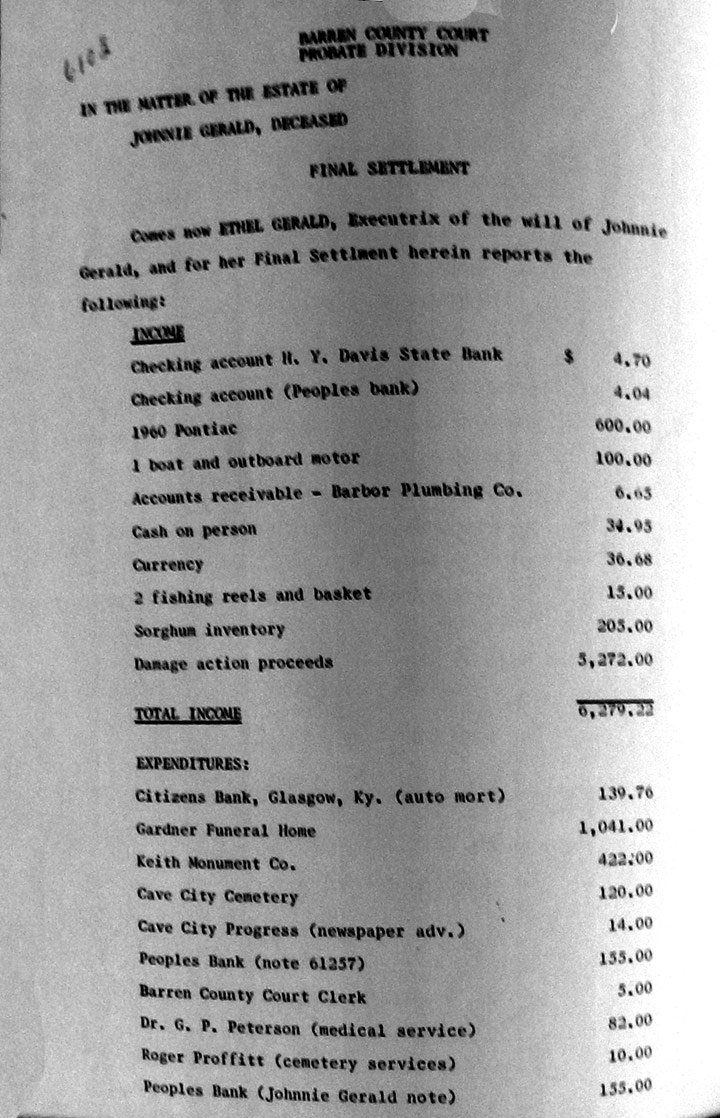 6108
BARREN COUNTY COURT
PROBATE DIVISION
IN THE MATTER OF THE ESTATE OF
JOHNNIE GERALD, DECEASED
FINAL SETTLEMENT
Comes now ETHEL GERALD, Executrix of the will of Johnnie
Gerald, and for her Final Settlment herein reports the
following:
INCOME
Checking account H. Y. Davis State Bank $ 4.70
Checking account (Peoples bank) 4.04
1960 Pontiac 600.00
1 boat and outboard motor 100.00
Accounts receivable - Barbor Plumbing Co. 6.65
Cash on person 34.95
Currency 36.68
2 fishing reels and basket 15.00
Sorghum inventory 205.00
Damage action proceeds 5,272.00
TOTAL INCOME 6,279.22
EXPENDITURES:
Citizens Bank, Glasgow, Ky. (auto mort) 139.76
Gardner Funeral Home 1,041.00
Keith Monument Co. 422.00
Cave City Cemetery 120.00
Cave City Progress (newspaper adv.) 14.00
Peoples Bank (note 61257) 155.00
Barren County Court Clerk 5.00
Dr. G. P. Peterson (medical service) 82.00
Roger Proffitt (cemetery services) 10.00
Peoples Bank (Johnnie Gerald note) 155.00